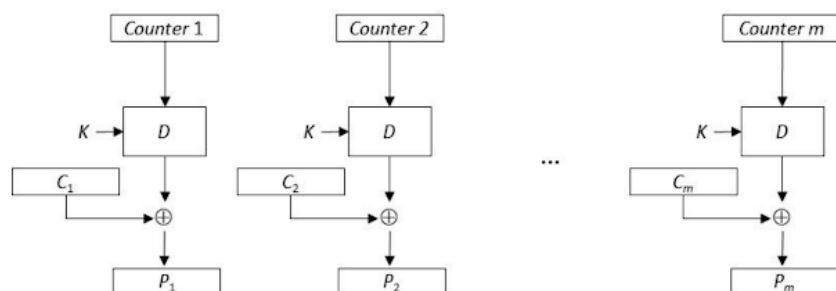 Counter 1 Counter 2 Counter m
K D K D K D
...
C1 C2 Cm
P1 P2 Pm